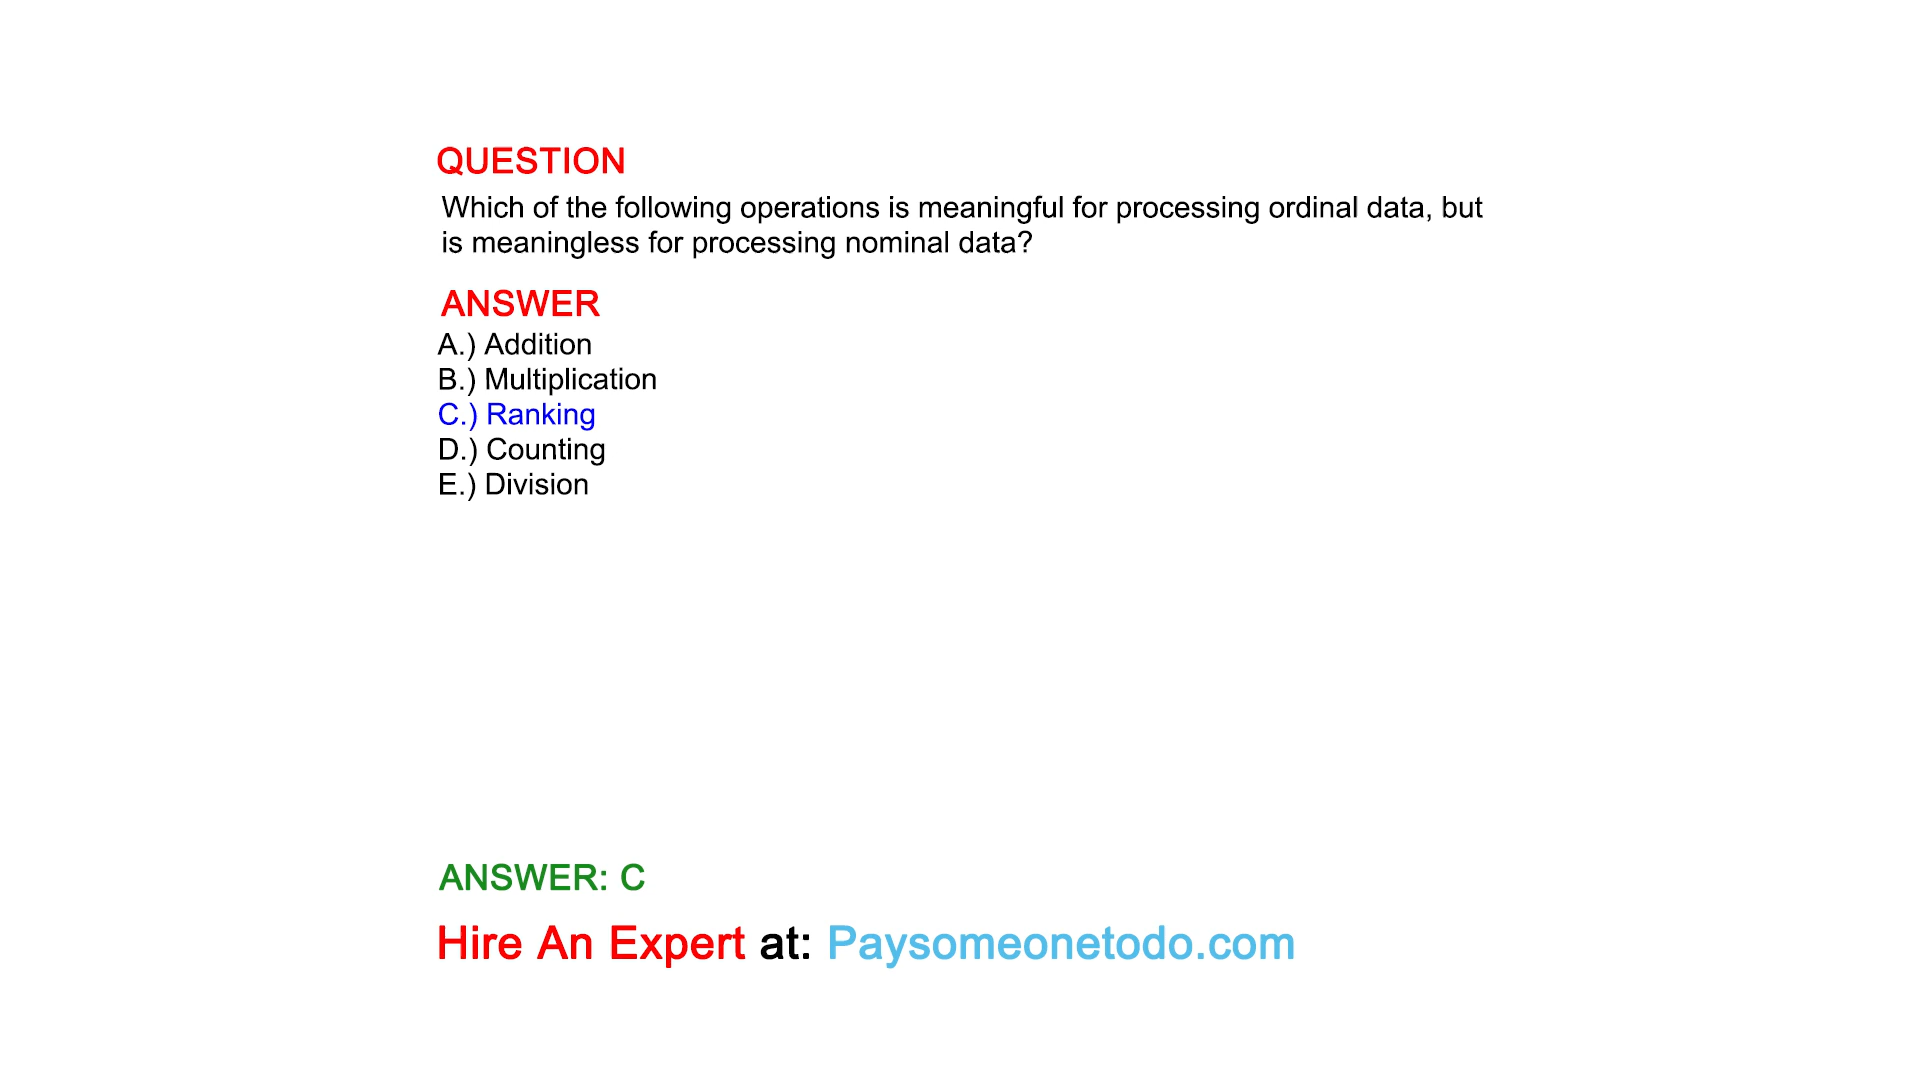 QUESTION
Which of the following operations is meaningful for processing ordinal data, but
is meaningless for processing nominal data?
ANSWER
A.) Addition
B.) Multiplication
C.) Ranking
D.) Counting
E.) Division
ANSWER: C
Hire An Expert at: Paysomeonetodo.com